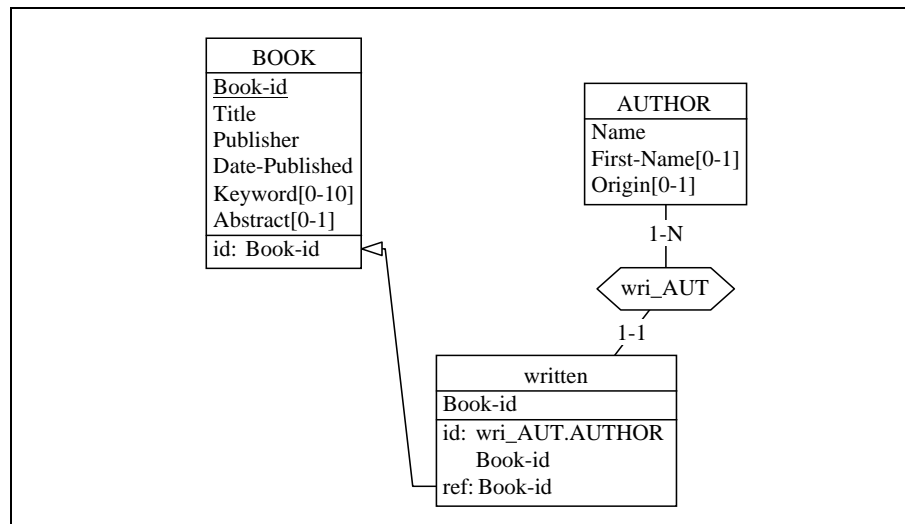 BOOK
Book-id
Title
Publisher
Date-Published
Keyword[0-10]
Abstract[0-1]
id: Book-id
AUTHOR
Name
First-Name[0-1]
Origin[0-1]
1-N
wri_AUT
1-1
written
Book-id
id: wri_AUT.AUTHOR
Book-id
ref: Book-id